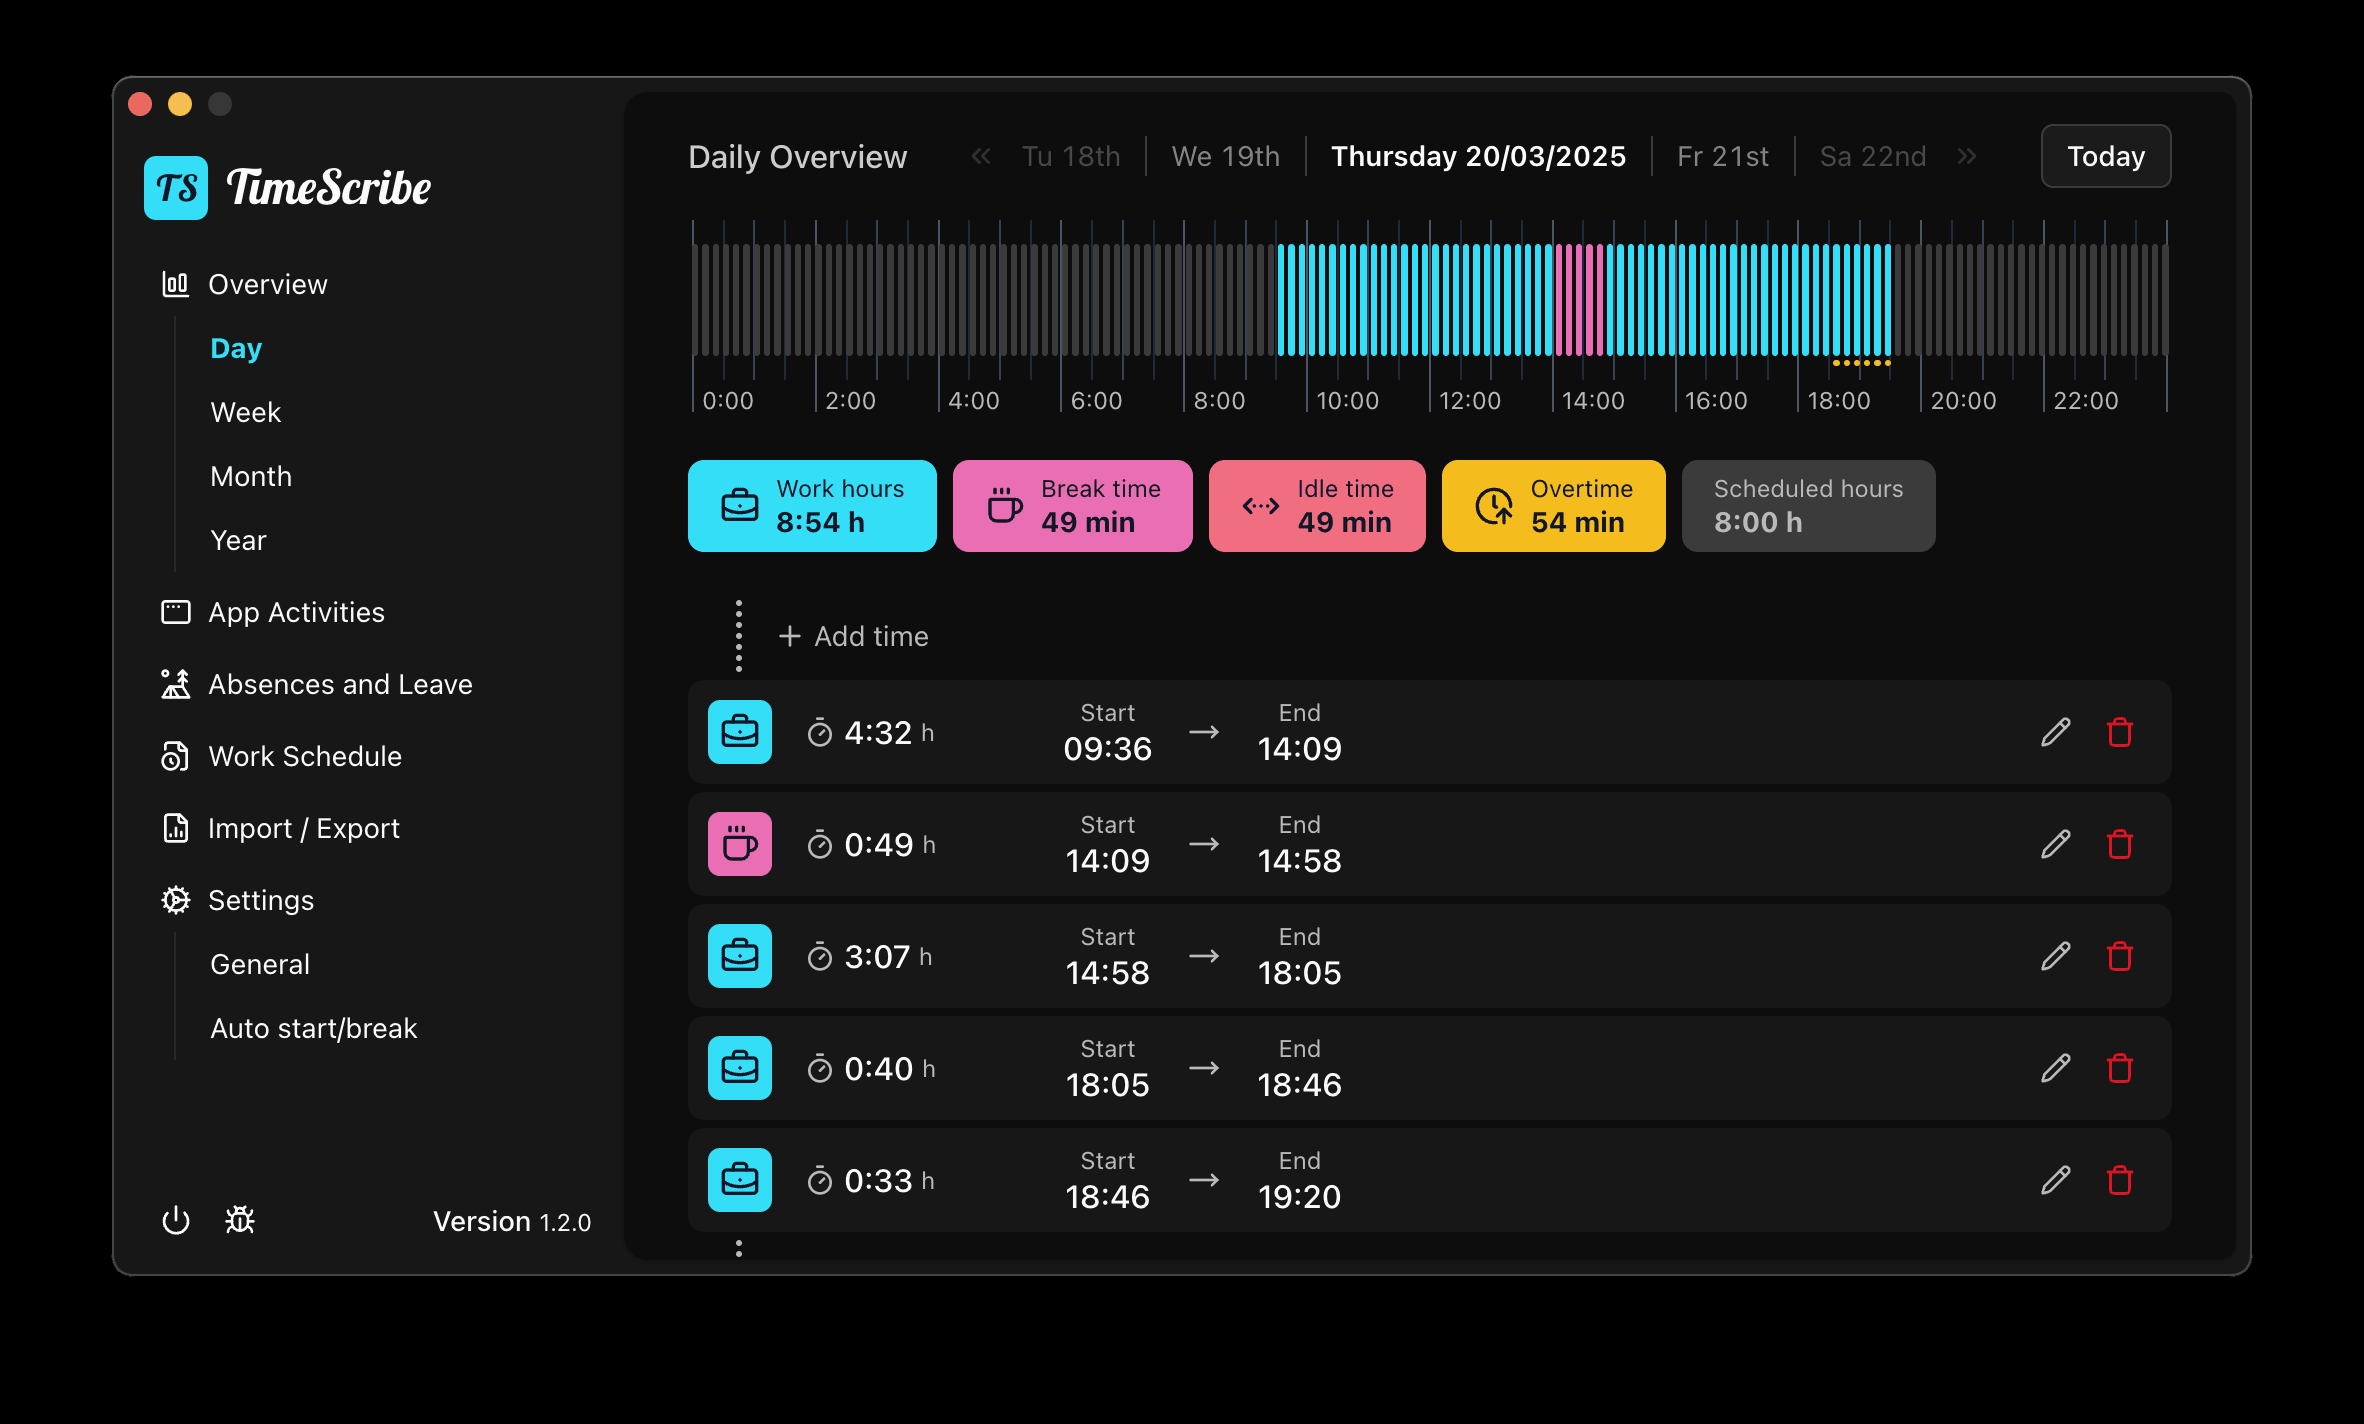 TS TimeScribe
Overview
Day
Week
Month
Year
App Activities
Absences and Leave
Work Schedule
Import / Export
Settings
General
Auto start/break
Version 1.2.0
Daily Overview
Tu 18th
We 19th
Thursday 20/03/2025
Fr 21st
Sa 22nd
Today
0:00 2:00 4:00 6:00 8:00 10:00 12:00 14:00 16:00 18:00 20:00 22:00
Work hours
8:54 h
Break time
49 min
Idle time
49 min
Overtime
54 min
Scheduled hours
8:00 h
Add time
4:32 h
Start
09:36
End
14:09
0:49 h
Start
14:09
End
14:58
3:07 h
Start
14:58
End
18:05
0:40 h
Start
18:05
End
18:46
0:33 h
Start
18:46
End
19:20